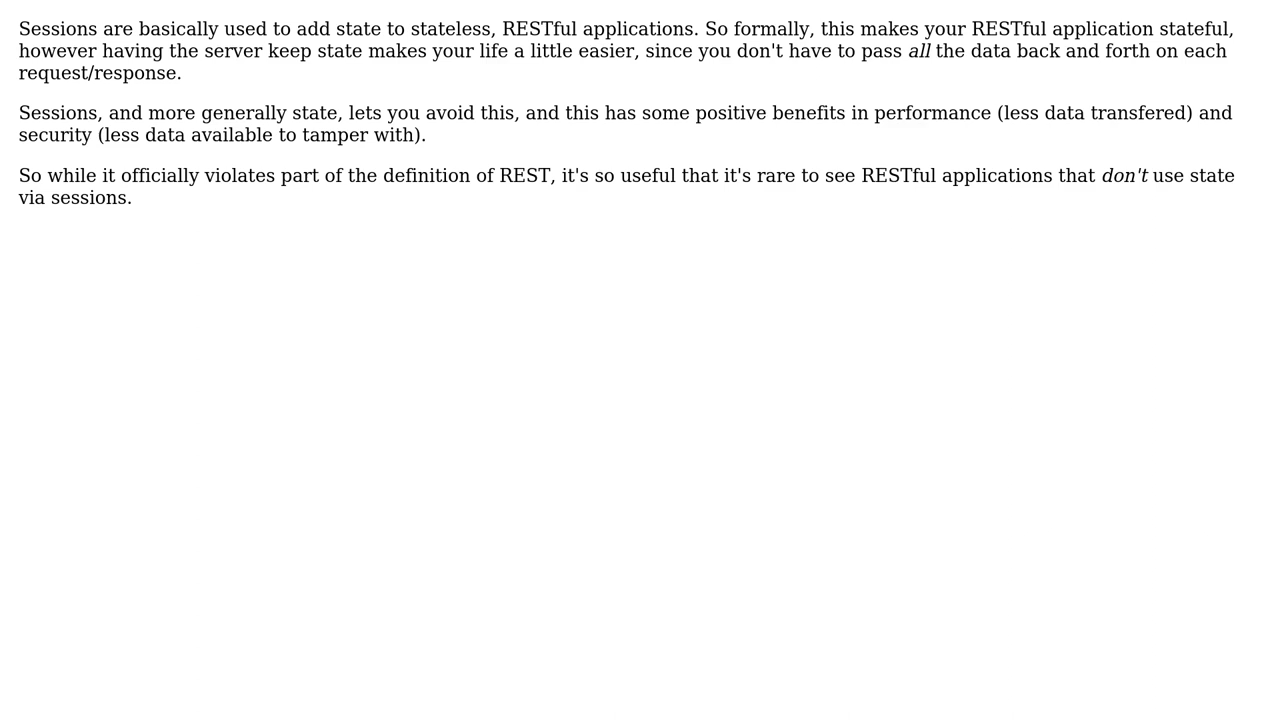 Sessions are basically used to add state to stateless, RESTful applications. So formally, this makes your RESTful application stateful,
however having the server keep state makes your life a little easier, since you don't have to pass all the data back and forth on each
request/response.
Sessions, and more generally state, lets you avoid this, and this has some positive benefits in performance (less data transfered) and
security (less data available to tamper with).
So while it officially violates part of the definition of REST, it's so useful that it's rare to see RESTful applications that don't use state
via sessions.